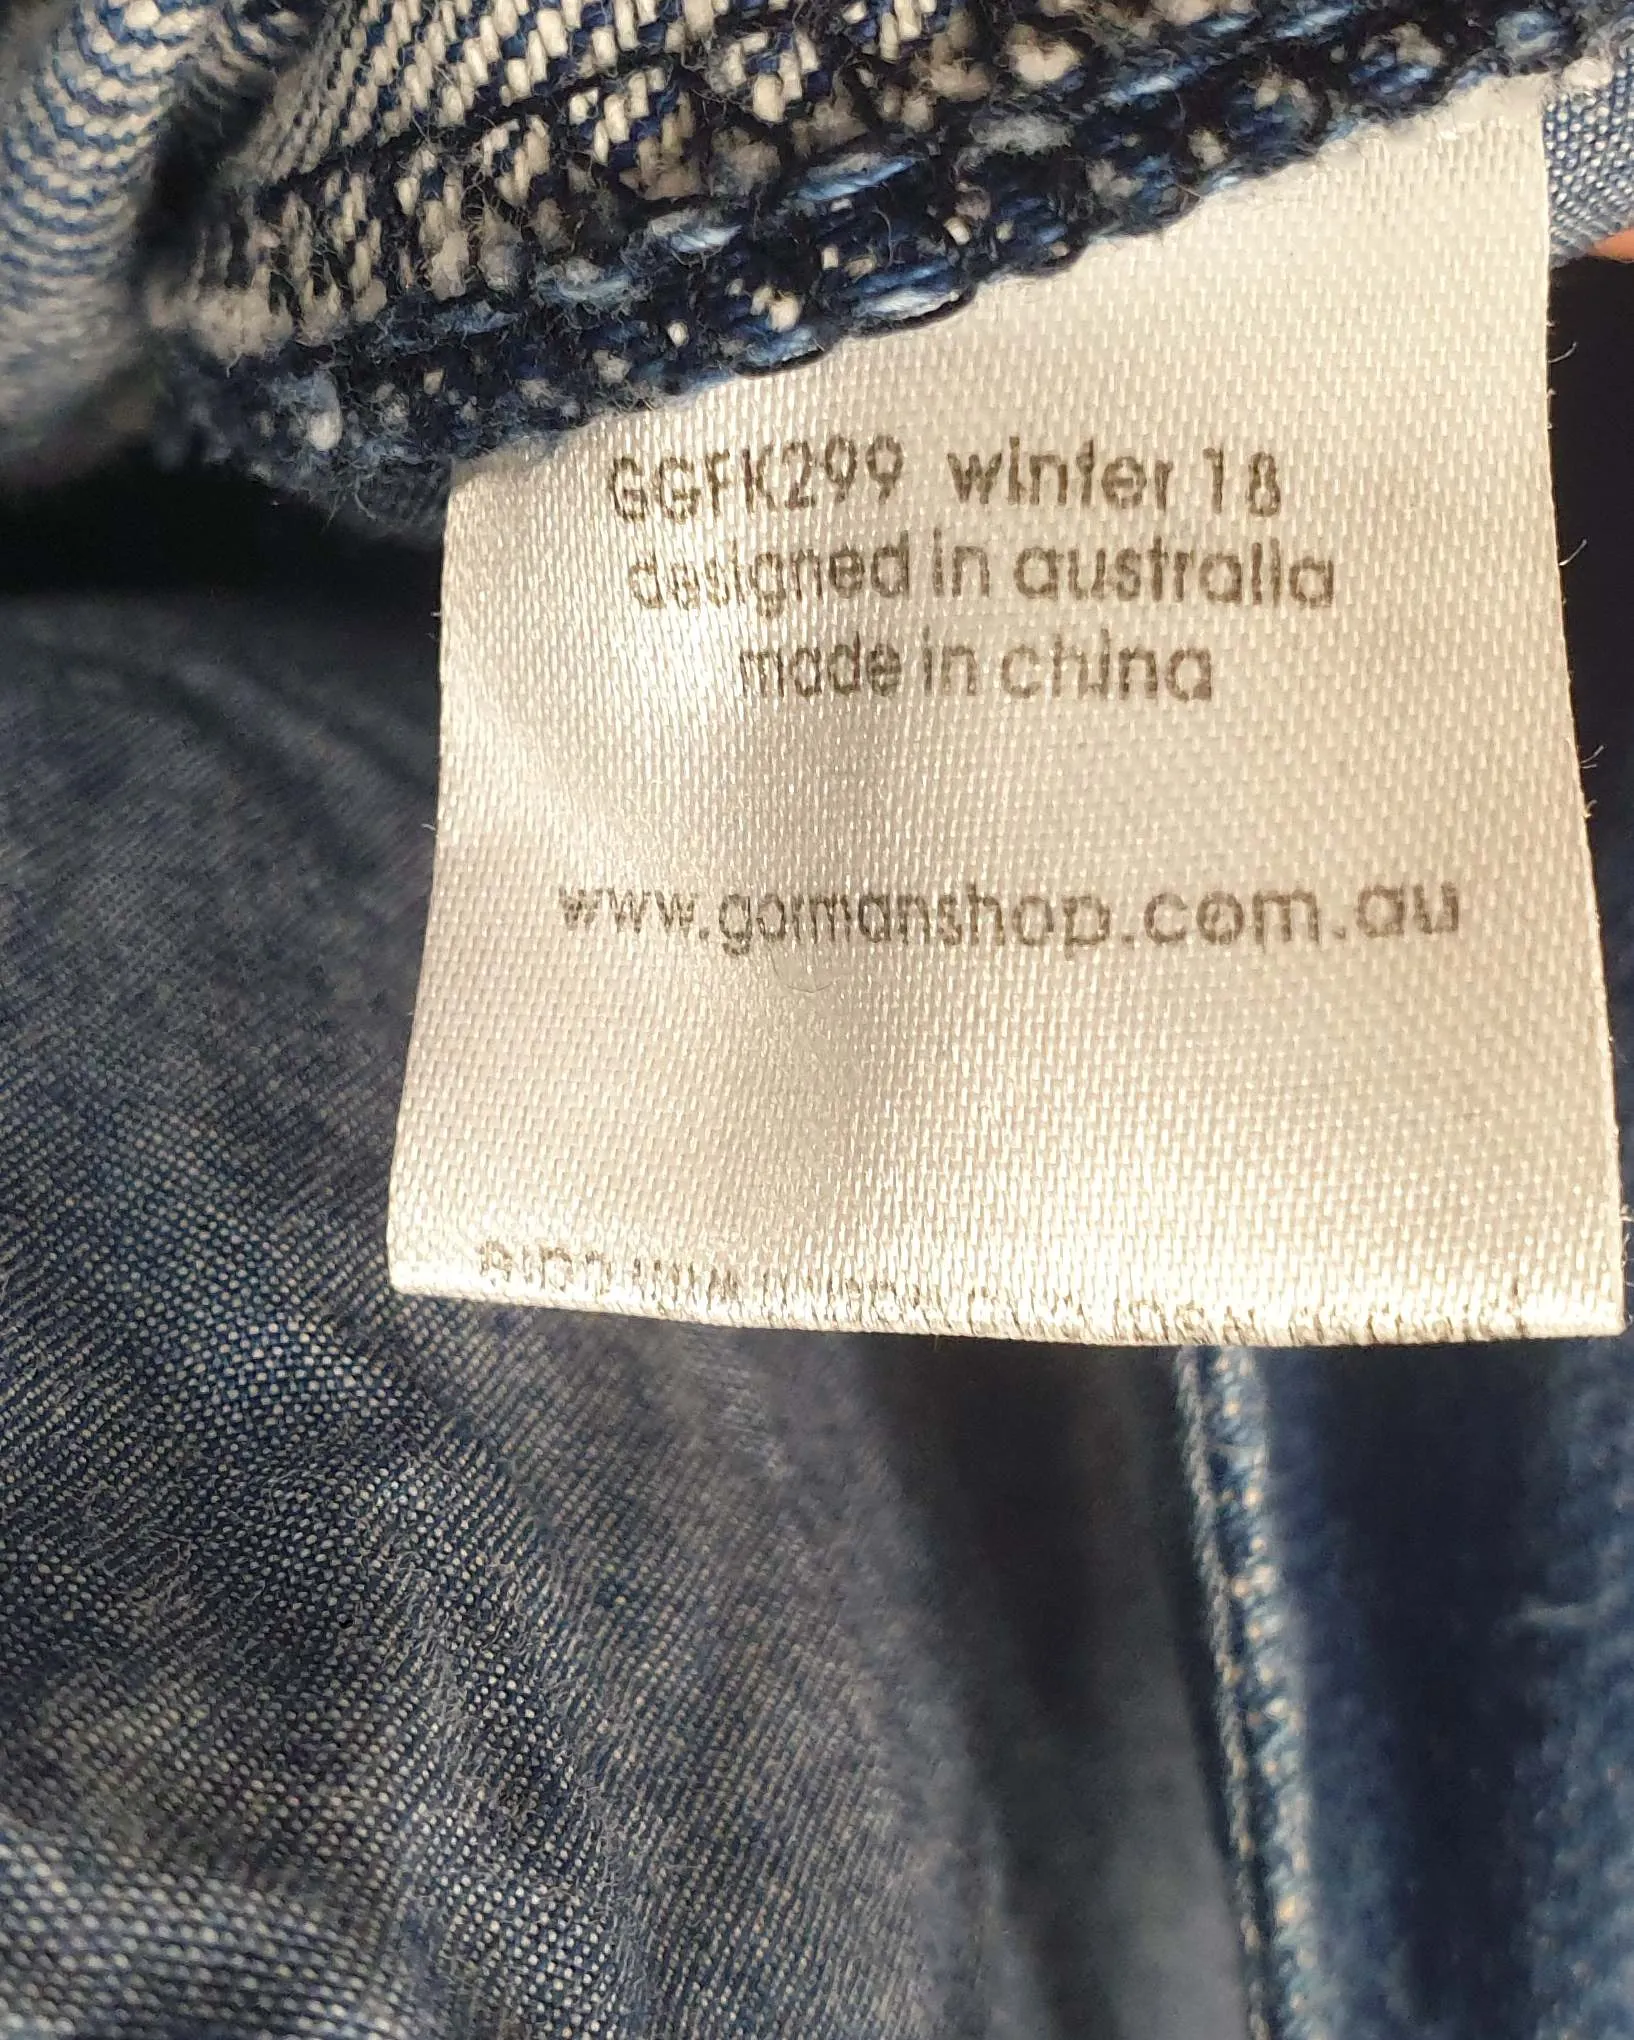 GGFK299 winter 18
designed in australia
made in china
www.gormanshop.com.au